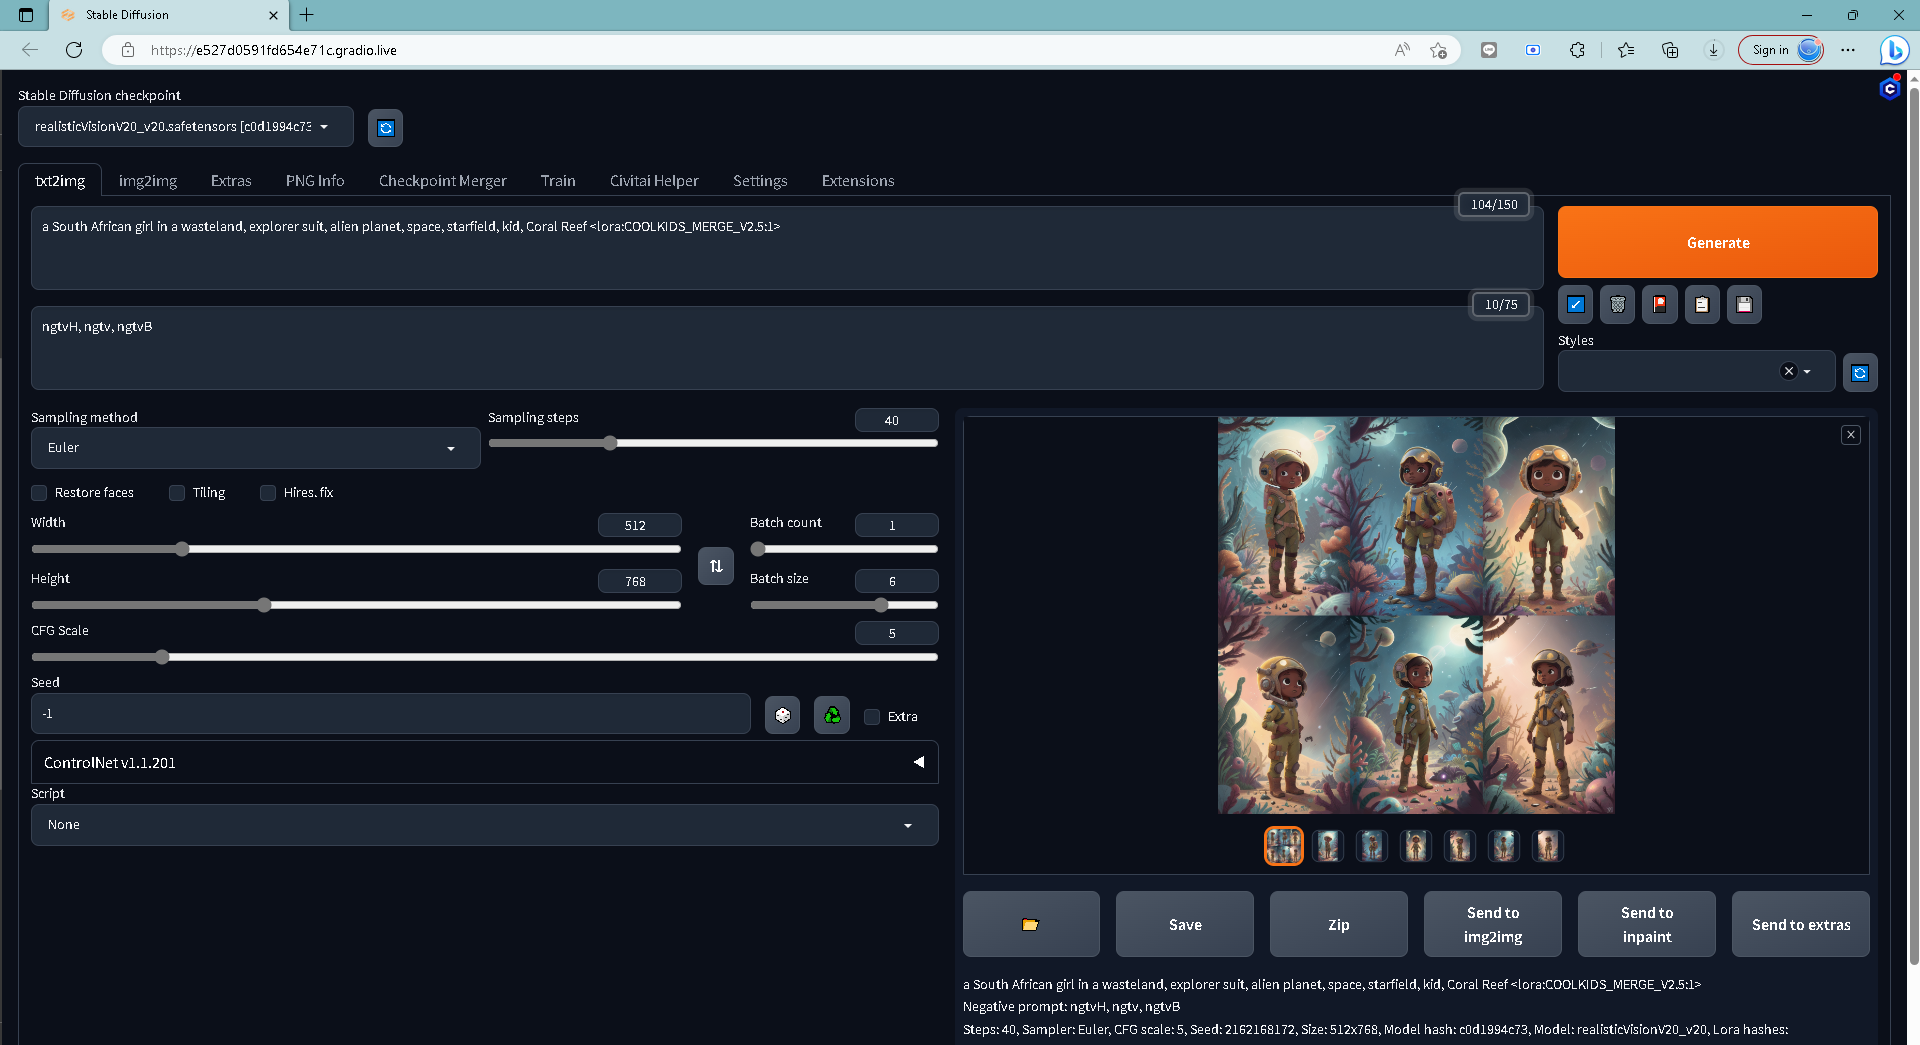 Stable Diffusion
https://e527d0591fd654e71c.gradio.live
Sign in
Stable Diffusion checkpoint
realisticVisionV20_v20.safetensors [c0d1994c73
txt2img
img2img
Extras
PNG Info
Checkpoint Merger
Train
Civitai Helper
Settings
Extensions
104/150
a South African girl in a wasteland, explorer suit, alien planet, space, starfield, kid, Coral Reef <lora:COOLKIDS_MERGE_V2.5:1>
Generate
10/75
ngtvH, ngtv, ngtvB
Styles
Sampling method
Euler
Sampling steps
40
Restore faces
Tiling
Hires. fix
Width
512
Batch count
1
Height
768
Batch size
6
CFG Scale
5
Seed
-1
Extra
ControlNet v1.1.201
Script
None
Save
Zip
Send to
img2img
Send to
inpaint
Send to extras
a South African girl in a wasteland, explorer suit, alien planet, space, starfield, kid, Coral Reef <lora:COOLKIDS_MERGE_V2.5:1>
Negative prompt: ngtvH, ngtv, ngtvB
Steps: 40, Sampler: Euler, CFG scale: 5, Seed: 2162168172, Size: 512x768, Model hash: c0d1994c73, Model: realisticVisionV20_v20, Lora hashes: